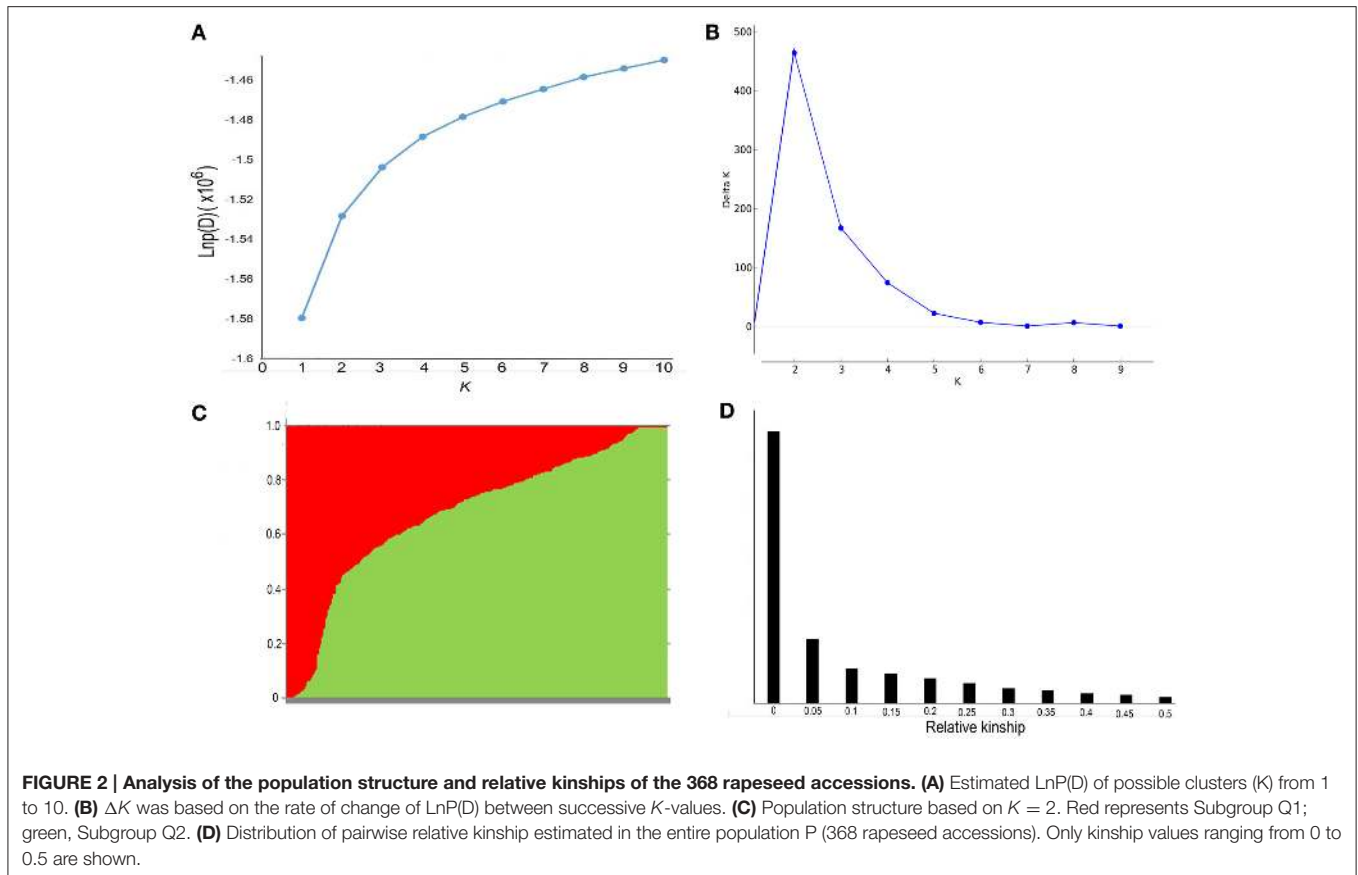 A
-1.46
-1.48
-1.5
-1.52
-1.54
-1.56
-1.58
-1.6
Lnp(D)( x10⁶)
0 1 2 3 4 5 6 7 8 9 10
K
B
500
400
300
200
100
0
Delta K
2 3 4 5 6 7 8 9
K
C
1.0
0.8
0.6
0.4
0.2
0
D
0 0.05 0.1 0.15 0.2 0.25 0.3 0.35 0.4 0.45 0.5
Relative kinship
FIGURE 2 | Analysis of the population structure and relative kinships of the 368 rapeseed accessions. (A) Estimated LnP(D) of possible clusters (K) from 1
to 10. (B) ΔK was based on the rate of change of LnP(D) between successive K-values. (C) Population structure based on K = 2. Red represents Subgroup Q1;
green, Subgroup Q2. (D) Distribution of pairwise relative kinship estimated in the entire population P (368 rapeseed accessions). Only kinship values ranging from 0 to
0.5 are shown.